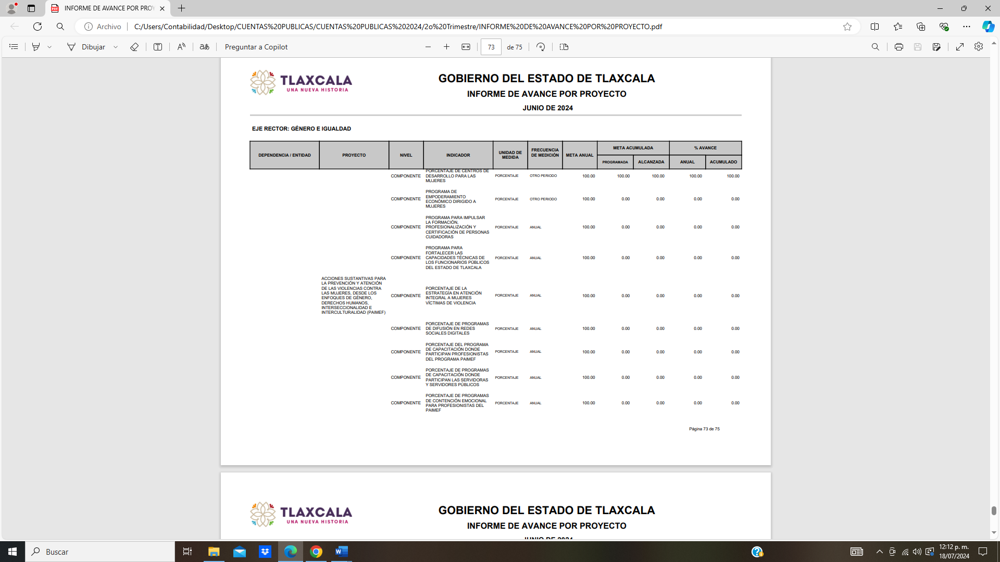 INFORME DE AVANCE POR PROY
Archivo
C:/Users/Contabilidad/Desktop/CUENTAS%20PUBLICAS/CUENTAS%20PUBLICAS%202024/2o%20Trimestre/INFORME%20DE%20AVANCE%20POR%20PROYECTO.pdf
Dibujar
Preguntar a Copilot
73 de 75
TLAXCALA
UNA NUEVA HISTORIA
GOBIERNO DEL ESTADO DE TLAXCALA
INFORME DE AVANCE POR PROYECTO
JUNIO DE 2024
EJE RECTOR: GÉNERO E IGUALDAD
DEPENDENCIA / ENTIDAD PROYECTO NIVEL INDICADOR UNIDAD DE MEDIDA FRECUENCIA DE MEDICIÓN META ANUAL META ACUMULADA % AVANCE
PROGRAMADA ALCANZADA ANUAL ACUMULADO
PORCENTAJE DE CENTROS DE
COMPONENTE DESARROLLO PARA LAS PORCENTAJE OTRO PERIODO 100.00 100.00 100.00 100.00 100.00
MUJERES
PROGRAMA DE
EMPODERAMIENTO
COMPONENTE ECONÓMICO DIRIGIDO A PORCENTAJE OTRO PERIODO 100.00 0.00 0.00 0.00 0.00
MUJERES
PROGRAMA PARA IMPULSAR
LA FORMACIÓN,
COMPONENTE PROFESIONALIZACIÓN Y PORCENTAJE ANUAL 100.00 0.00 0.00 0.00 0.00
CERTIFICACIÓN DE PERSONAS
CUIDADORAS
PROGRAMA PARA
FORTALECER LAS
COMPONENTE CAPACIDADES TÉCNICAS DE PORCENTAJE ANUAL 100.00 0.00 0.00 0.00 0.00
LOS FUNCIONARIOS PÚBLICOS
DEL ESTADO DE TLAXCALA
ACCIONES SUSTANTIVAS PARA
LA PREVENCIÓN Y ATENCIÓN
DE LAS VIOLENCIAS CONTRA
LAS MUJERES, DESDE LOS
ENFOQUES DE GÉNERO,
DERECHOS HUMANOS,
INTERSECCIONALIDAD E
INTERCULTURALIDAD (PAIMEF)
PORCENTAJE DE LA
ESTRATEGÍA EN ATENCIÓN
COMPONENTE INTEGRAL A MUJERES PORCENTAJE ANUAL 100.00 0.00 0.00 0.00 0.00
VÍCTIMAS DE VIOLENCIA
PORCENTAJE DE PROGRAMAS
COMPONENTE DE DIFUSIÓN EN REDES PORCENTAJE ANUAL 100.00 0.00 0.00 0.00 0.00
SOCIALES DIGITALES
PORCENTAJE DEL PROGRAMA
DE CAPACITACIÓN DONDE
COMPONENTE PARTICIPAN PROFESIONISTAS PORCENTAJE ANUAL 100.00 0.00 0.00 0.00 0.00
DEL PROGRAMA PAIMEF
PORCENTAJE DE PROGRAMAS
DE CAPACITACIÓN DONDE
COMPONENTE PARTICIPAN LAS SERVIDORAS PORCENTAJE ANUAL 100.00 0.00 0.00 0.00 0.00
Y SERVIDORES PÚBLICOS
PORCENTAJE DE PROGRAMAS
DE CONTENCIÓN EMOCIONAL
COMPONENTE PARA PROFESIONISTAS DEL PORCENTAJE ANUAL 100.00 0.00 0.00 0.00 0.00
PAIMEF
Página 73 de 75
TLAXCALA
UNA NUEVA HISTORIA
GOBIERNO DEL ESTADO DE TLAXCALA
INFORME DE AVANCE POR PROYECTO
JUNIO DE 2024
Buscar
12:12 p. m.
18/07/2024